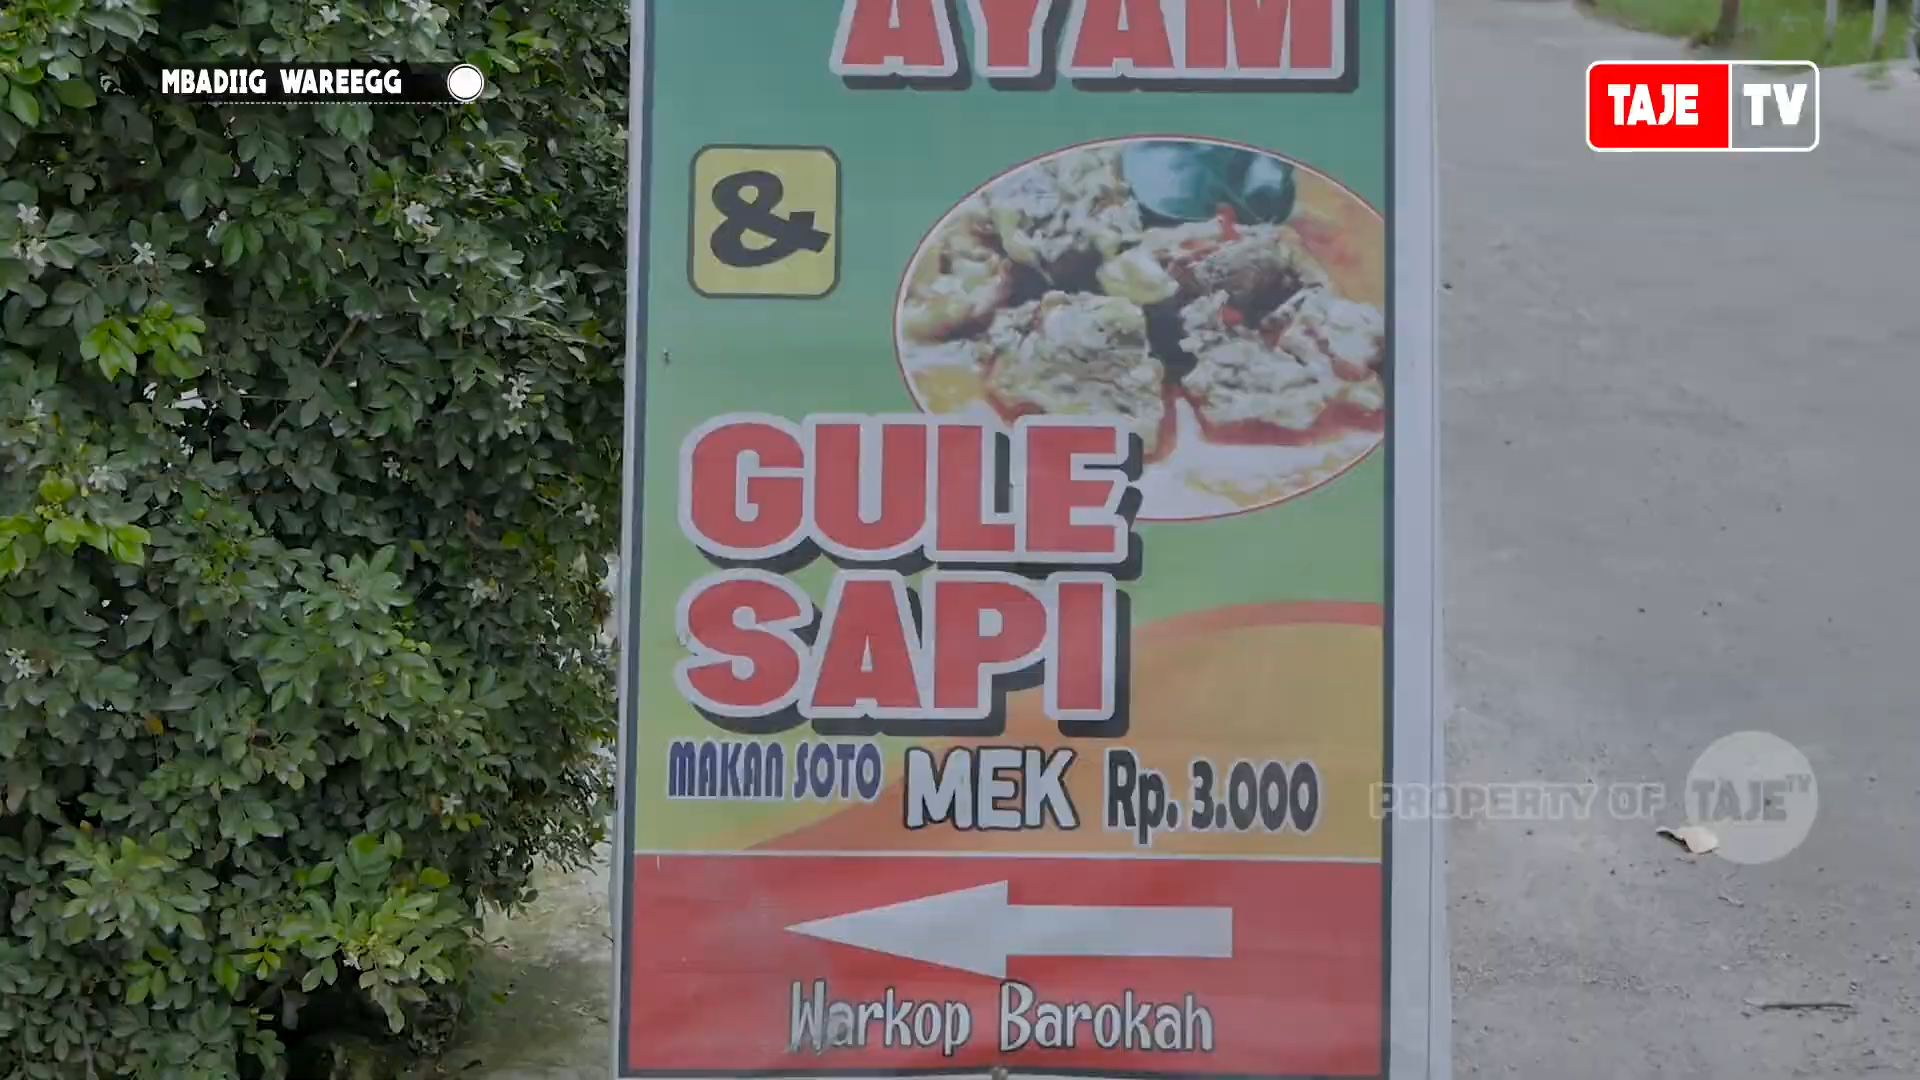 MBADIIG WAREEGG
TAJE TV
AYAM
&
GULE
SAPI
MAKAN SOTO MEK Rp. 3.000
PROPERTY OF TAJE TV
Warkop Barokah